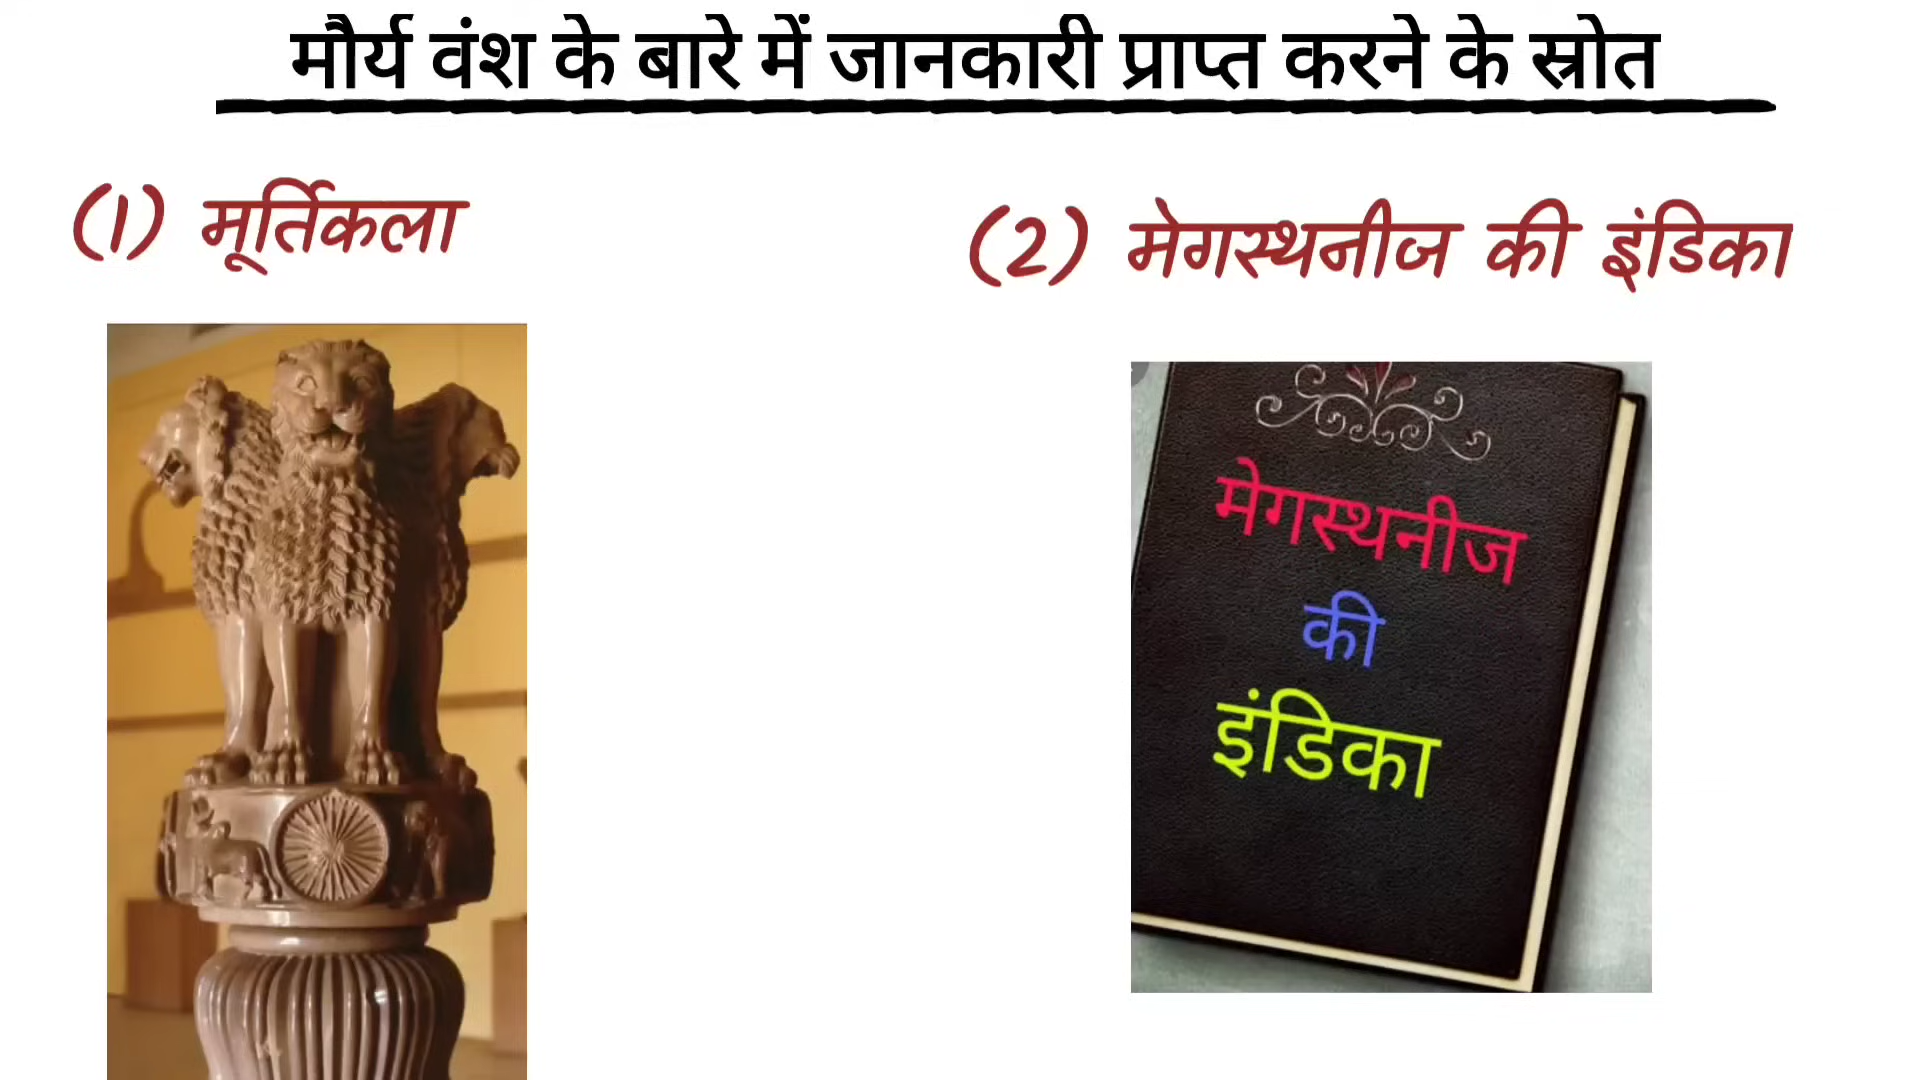 मौर्य वंश के बारे में जानकारी प्राप्त करने के स्रोत
(1) मूर्तिकला
(2) मेगस्थनीज की इंडिका
मेगस्थनीज
की
इंडिका